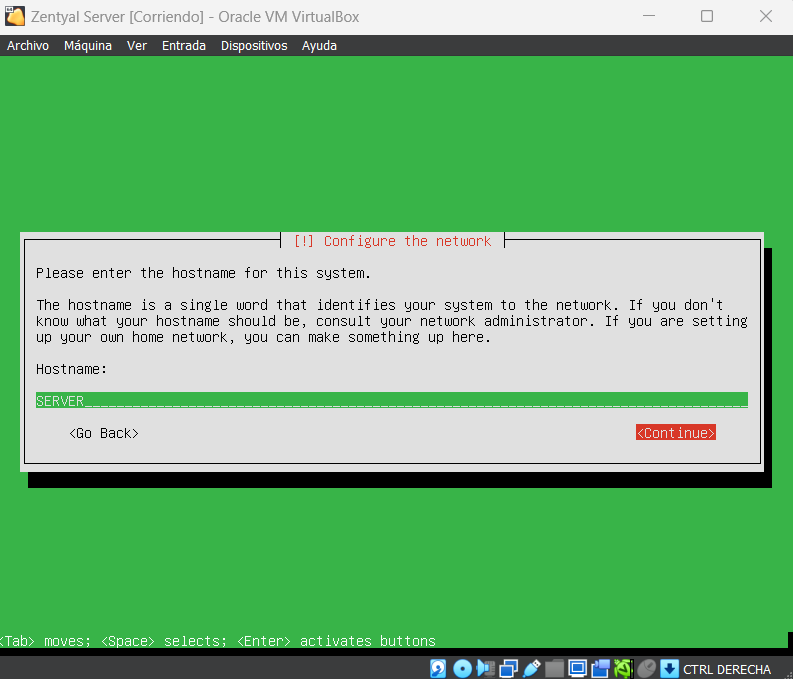 Zentyal Server [Corriendo] - Oracle VM VirtualBox
Archivo Máquina Ver Entrada Dispositivos Ayuda
[!] Configure the network
Please enter the hostname for this system.
The hostname is a single word that identifies your system to the network. If you don't
know what your hostname should be, consult your network administrator. If you are setting
up your own home network, you can make something up here.
Hostname:
SERVER
<Go Back> <Continue>
<Tab> moves; <Space> selects; <Enter> activates buttons
CTRL DERECHA